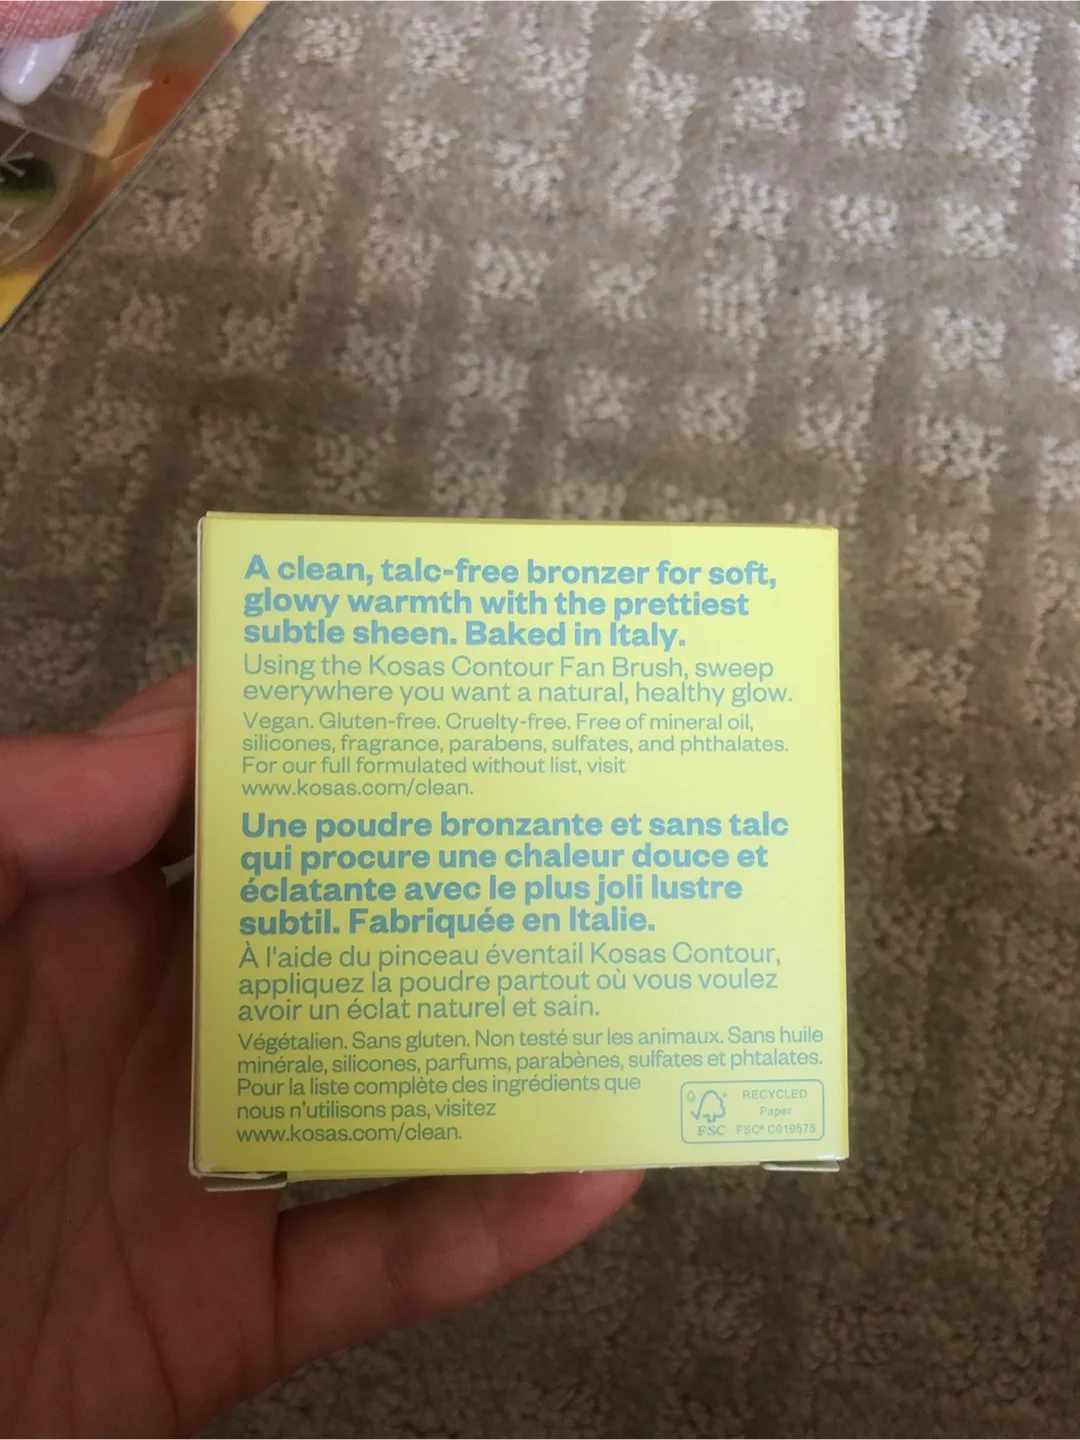 A clean, talc-free bronzer for soft,
glowy warmth with the prettiest
subtle sheen. Baked in Italy.
Using the Kosas Contour Fan Brush, sweep
everywhere you want a natural, healthy glow.
Vegan. Gluten-free. Cruelty-free. Free of mineral oil,
silicones, fragrance, parabens, sulfates, and phthalates.
For our full formulated without list, visit
www.kosas.com/clean.
Une poudre bronzante et sans talc
qui procure une chaleur douce et
éclatante avec le plus joli lustre
subtil. Fabriquée en Italie.
À l'aide du pinceau éventail Kosas Contour,
appliquez la poudre partout où vous voulez
avoir un éclat naturel et sain.
Végétalien. Sans gluten. Non testé sur les animaux. Sans huile
minérale, silicones, parfums, parabènes, sulfates et phtalates.
Pour la liste complète des ingrédients que
nous n'utilisons pas, visitez
www.kosas.com/clean.
RECYCLED
Paper
FSC® C019575
FSC